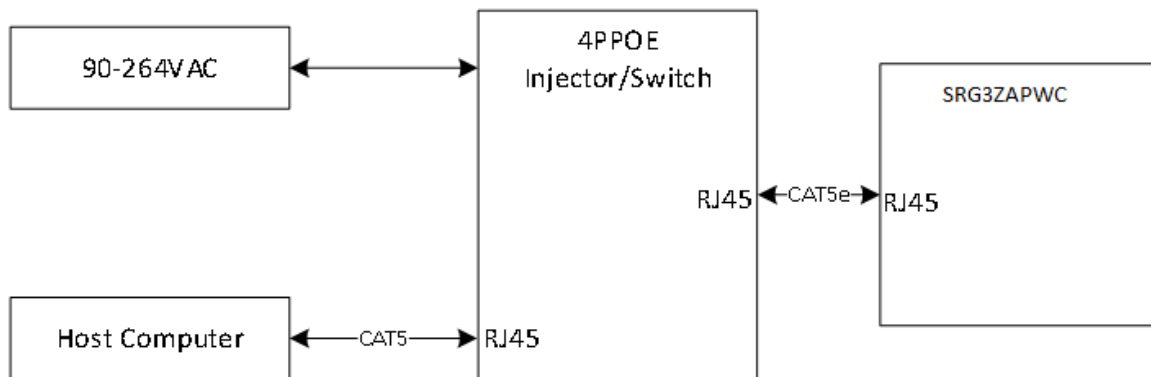 90-264VAC
4PPOE
Injector/Switch
SRG3ZAPWC
RJ45
CAT5e
RJ45
Host Computer
CAT5
RJ45